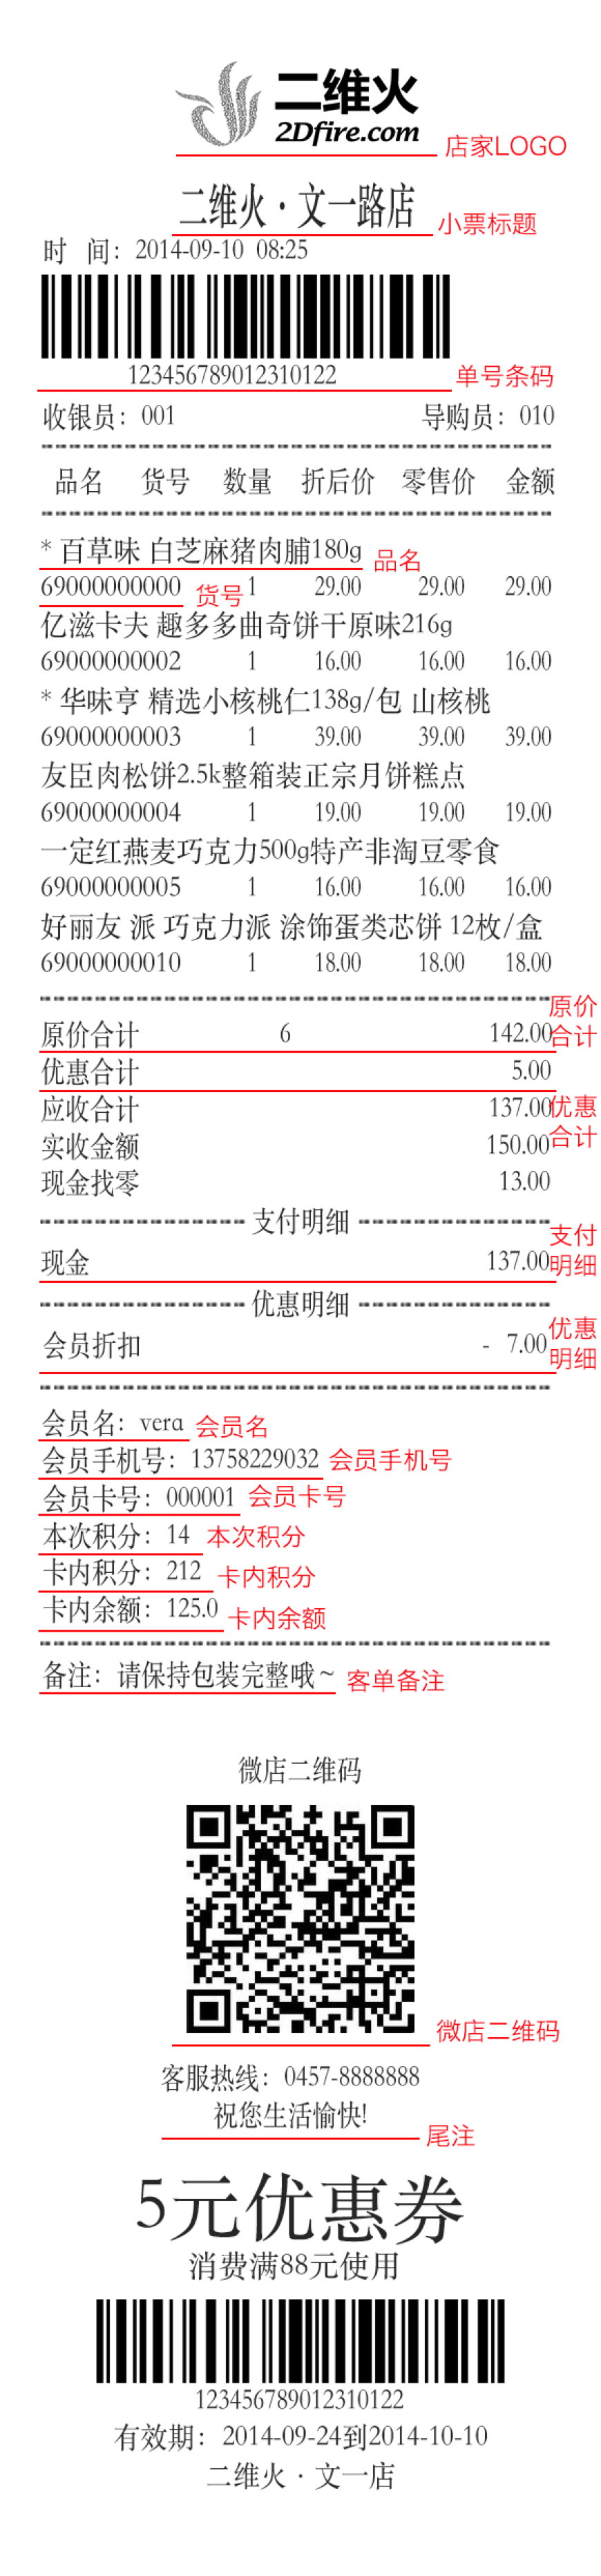 二维火
2Dfire.com
店家LOGO
二维火·文一路店
小票标题
时 间：2014-09-10 08:25
123456789012310122
单号条码
收银员：001 导购员：010
品名 货号 数量 折后价 零售价 金额
* 百草味 白芝麻猪肉脯180g 品名
69000000000 货号 1 29.00 29.00 29.00
亿滋卡夫 趣多多曲奇饼干原味216g
69000000002 1 16.00 16.00 16.00
* 华味亨 精选小核桃仁138g/包 山核桃
69000000003 1 39.00 39.00 39.00
友臣肉松饼2.5k整箱装正宗月饼糕点
69000000004 1 19.00 19.00 19.00
一定红燕麦巧克力500g特产非淘豆零食
69000000005 1 16.00 16.00 16.00
好丽友 派 巧克力派 涂饰蛋类芯饼 12枚/盒
69000000010 1 18.00 18.00 18.00
原价合计 6 142.00 原价合计
优惠合计 5.00
应收合计 137.00 优惠合计
实收金额 150.00
现金找零 13.00
支付明细
现金 137.00 支付明细
优惠明细
会员折扣 - 7.00 优惠明细
会员名：vera 会员名
会员手机号：13758229032 会员手机号
会员卡号：000001 会员卡号
本次积分：14 本次积分
卡内积分：212 卡内积分
卡内余额：125.0 卡内余额
备注：请保持包装完整哦~ 客单备注
微店二维码
微店二维码
客服热线：0457-8888888
祝您生活愉快!
尾注
5元优惠券
消费满88元使用
123456789012310122
有效期：2014-09-24到2014-10-10
二维火·文一店